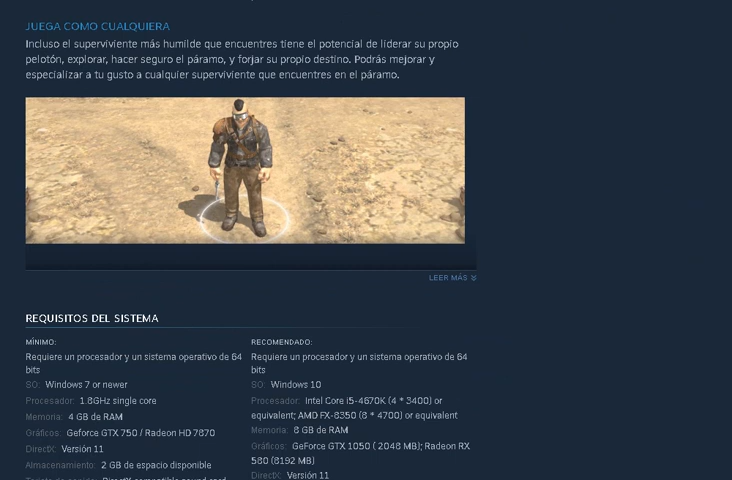 JUEGA COMO CUALQUIERA
Incluso el superviviente más humilde que encuentres tiene el potencial de liderar su propio
pelotón, explorar, hacer seguro el páramo, y forjar su propio destino. Podrás mejorar y
especializar a tu gusto a cualquier superviviente que encuentres en el páramo.
LEER MÁS
REQUISITOS DEL SISTEMA
MÍNIMO:
Requiere un procesador y un sistema operativo de 64
bits
SO: Windows 7 or newer
Procesador: 1.8GHz single core
Memoria: 4 GB de RAM
Gráficos: Geforce GTX 750 / Radeon HD 7870
DirectX: Versión 11
Almacenamiento: 2 GB de espacio disponible
RECOMENDADO:
Requiere un procesador y un sistema operativo de 64
bits
SO: Windows 10
Procesador: Intel Core i5-4670K (4 * 3400) or
equivalent; AMD FX-8350 (8 * 4700) or equivalent
Memoria: 8 GB de RAM
Gráficos: GeForce GTX 1050 ( 2048 MB); Radeon RX
580 (8192 MB)
DirectX: Versión 11